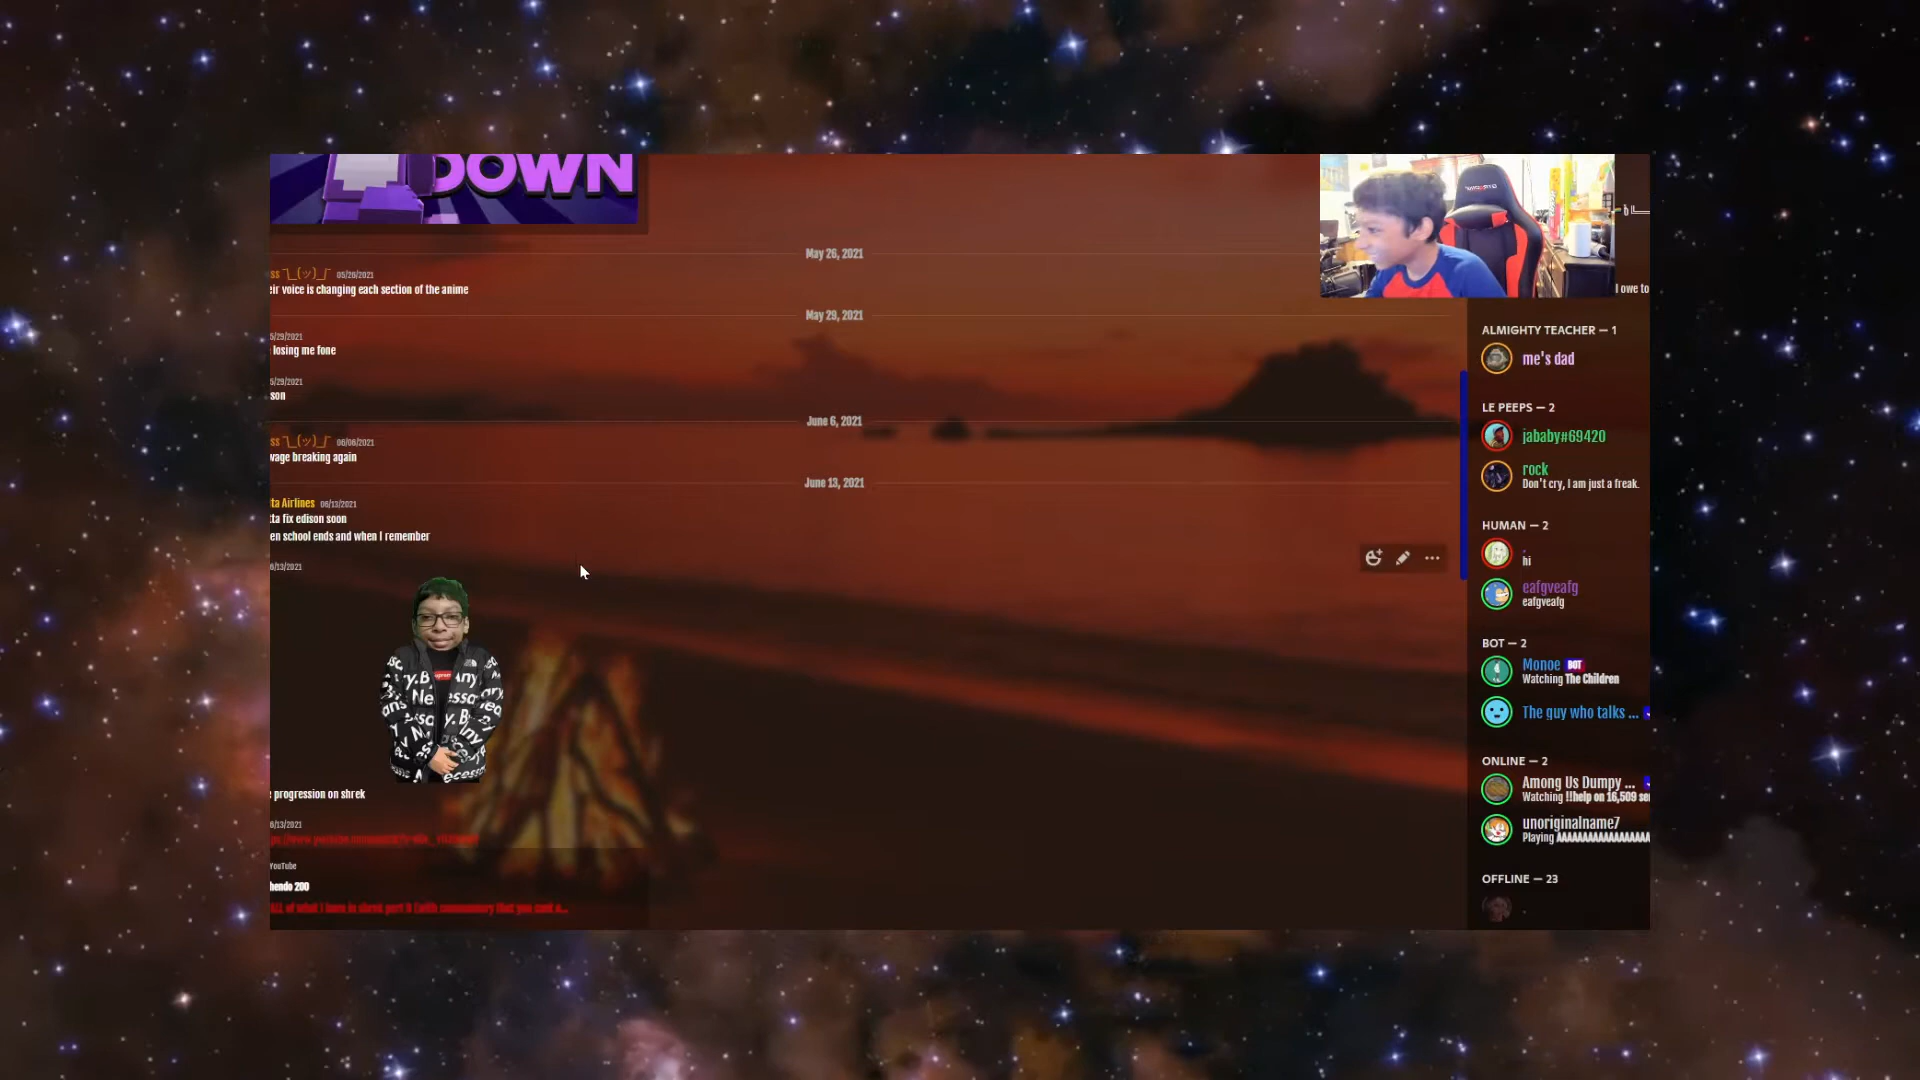 DOWN
May 26, 2021
ss ¯\_(ツ)_/¯ 05/26/2021
eir voice is changing each section of the anime
May 29, 2021
5/29/2021
losing me fone
5/29/2021
son
June 6, 2021
ss ¯\_(ツ)_/¯ 06/06/2021
wage breaking again
June 13, 2021
ta Airlines 06/13/2021
ta fix edison soon
en school ends and when I remember
6/13/2021
progression on shrek
6/13/2021
YouTube
hendo 200
I owe to
ALMIGHTY TEACHER — 1
me's dad
LE PEEPS — 2
jababy#69420
rock
Don't cry, I am just a freak.
HUMAN — 2
.
hi
eafgveafg
eafgveafg
BOT — 2
Monoe BOT
Watching The Children
The guy who talks ...
ONLINE — 2
Among Us Dumpy ...
Watching !!help on 16,509 se
unoriginalname7
Playing AAAAAAAAAAAAAAAAAA
OFFLINE — 23